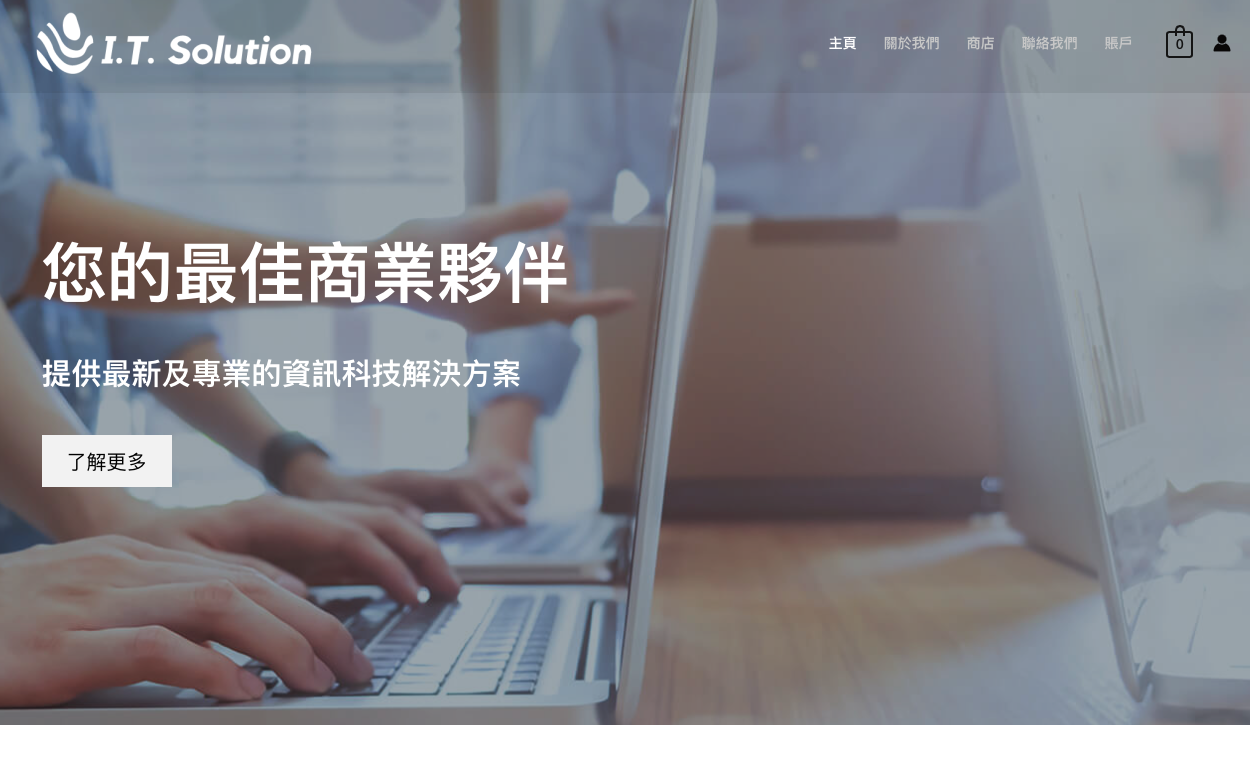 I.T. Solution
主頁
關於我們
商店
聯絡我們
賬戶
0
您的最佳商業夥伴
提供最新及專業的資訊科技解決方案
了解更多